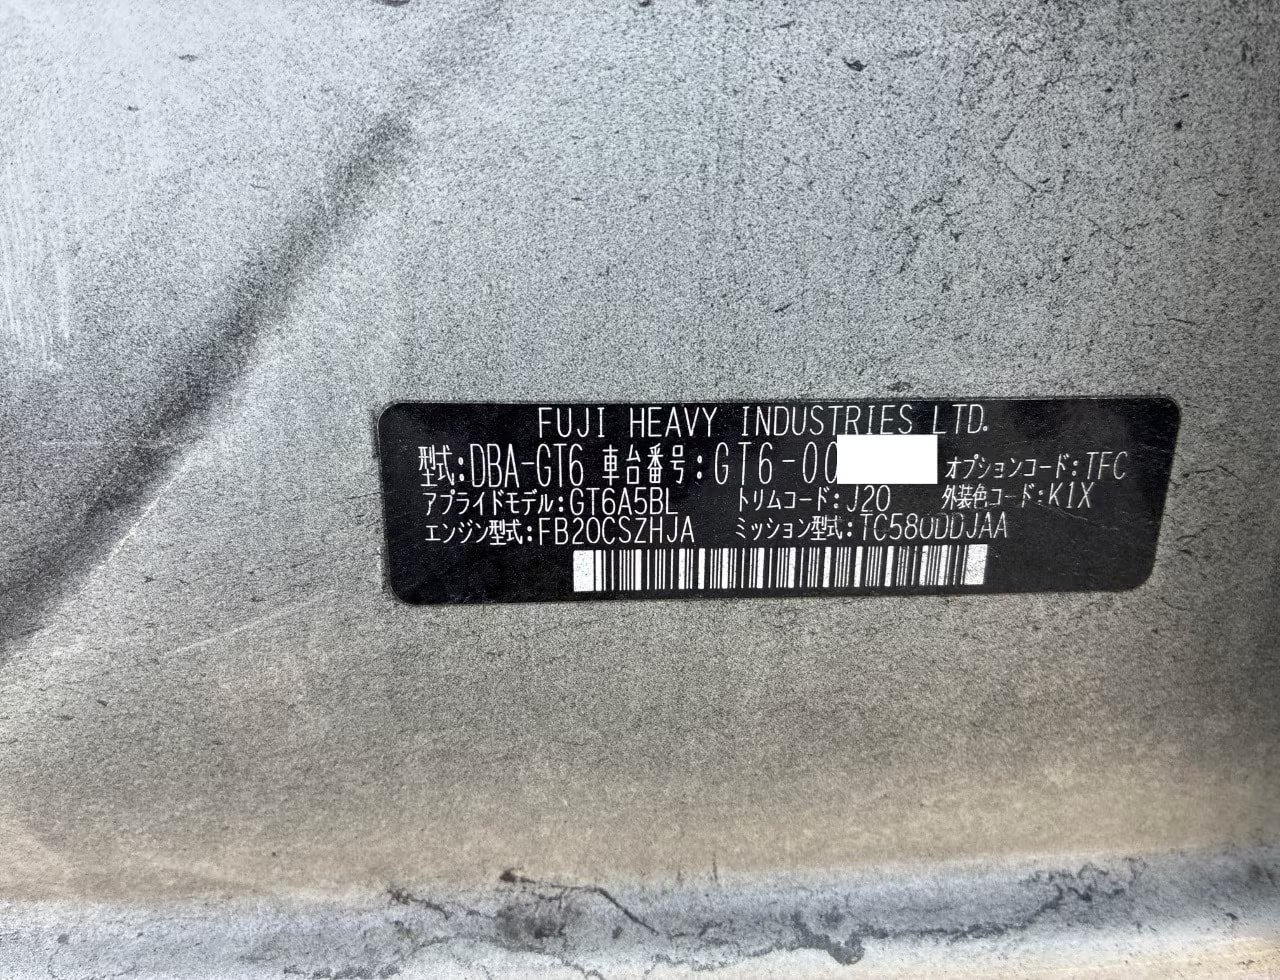 FUJI HEAVY INDUSTRIES LTD.
型式:DBA-GT6 車台番号:GT6-00 オプションコード:TFC
アプライドモデル:GT6A5BL トリムコード:J20 外装色コード:K1X
エンジン型式:FB20CSZHJA ミッション型式:TC580DDJAA